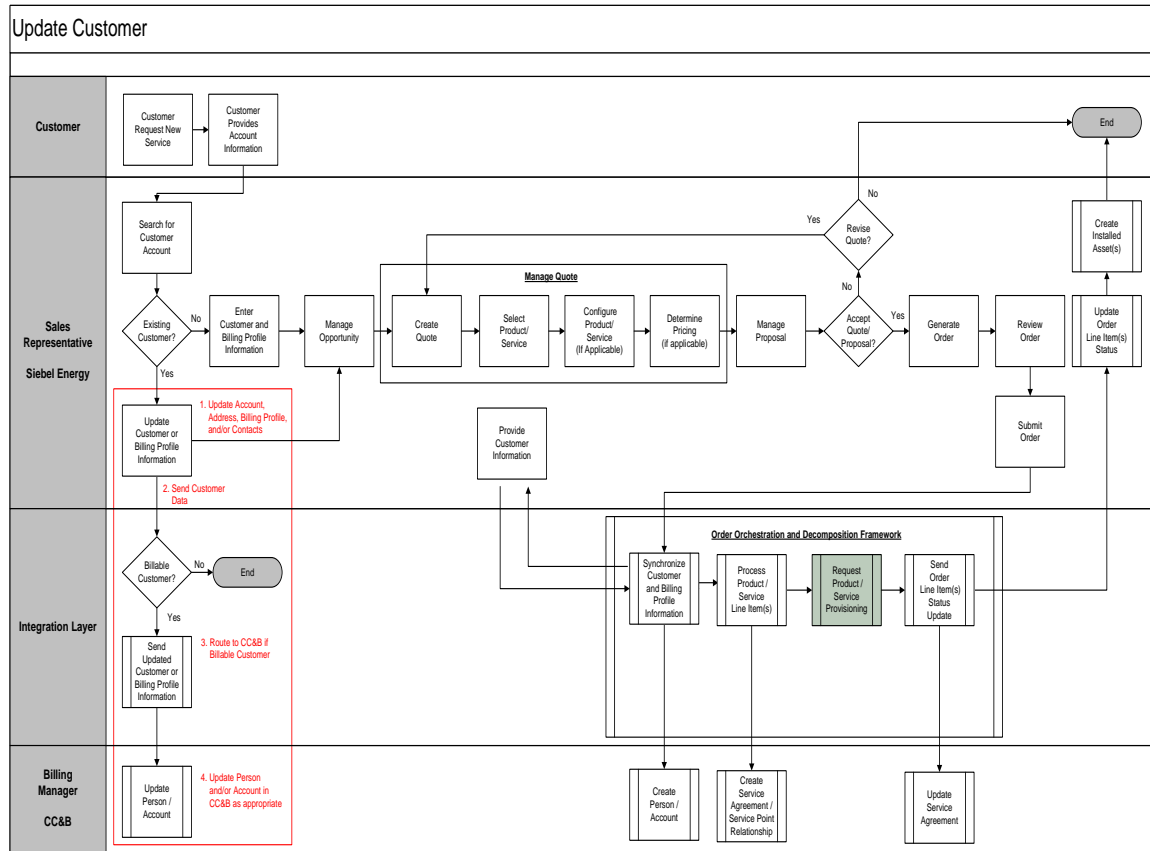 Update Customer
Customer
Customer
Request New
Service
Customer
Provides
Account
Information
End
Sales
Representative
Siebel Energy
Search for
Customer
Account
Existing
Customer?
No
Yes
Enter
Customer and
Billing Profile
Information
Manage
Opportunity
Manage Quote
Create
Quote
Select
Product/
Service
Configure
Product/
Service
(If Applicable)
Determine
Pricing
(if applicable)
Manage
Proposal
Yes
Revise
Quote?
No
No
Accept
Quote/
Proposal?
Yes
Generate
Order
Review
Order
Create
Installed
Asset(s)
Update
Order
Line Item(s)
Status
Update
Customer or
Billing Profile
Information
1. Update Account,
Address, Billing Profile,
and/or Contacts
2. Send Customer
Data
Provide
Customer
Information
Submit
Order
Integration Layer
Billable
Customer?
No
End
Yes
Send
Updated
Customer or
Billing Profile
Information
3. Route to CC&B if
Billable Customer
Order Orchestration and Decomposition Framework
Synchronize
Customer
and Billing
Profile
Information
Process
Product /
Service
Line Item(s)
Request
Product /
Service
Provisioning
Send
Order
Line Item(s)
Status
Update
Billing
Manager
CC&B
Update
Person /
Account
4. Update Person
and/or Account in
CC&B as appropriate
Create
Person /
Account
Create
Service
Agreement /
Service Point
Relationship
Update
Service
Agreement